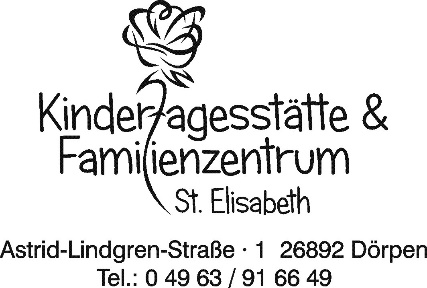 Kindertagesstätte &
Familienzentrum
St. Elisabeth
Astrid-Lindgren-Straße · 1 26892 Dörpen
Tel.: 0 49 63 / 91 66 49